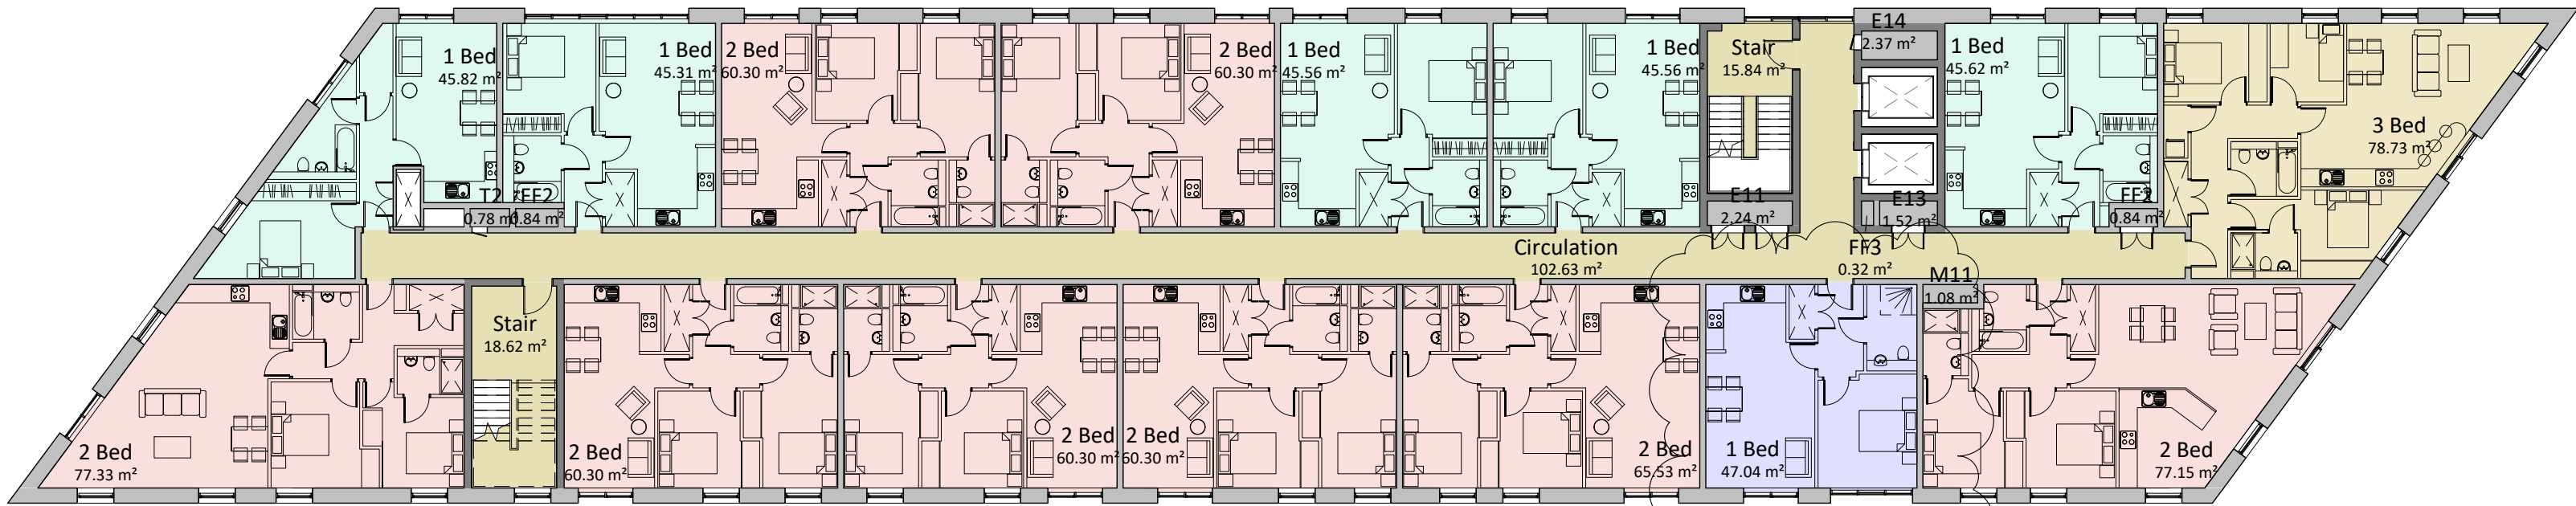 1 Bed
45.82 m²
1 Bed
45.31 m²
2 Bed
60.30 m²
2 Bed
60.30 m²
1 Bed
45.56 m²
1 Bed
45.56 m²
Stair
15.84 m²
E14
2.37 m²
1 Bed
45.62 m²
3 Bed
78.73 m²
T2
0.78 m²
FF2
0.84 m²
E11
2.24 m²
E13
1.52 m²
FF2
0.84 m²
Circulation
102.63 m²
FF3
0.32 m²
M11
1.08 m²
2 Bed
77.33 m²
Stair
18.62 m²
2 Bed
60.30 m²
2 Bed
60.30 m²
2 Bed
60.30 m²
2 Bed
65.53 m²
1 Bed
47.04 m²
2 Bed
77.15 m²